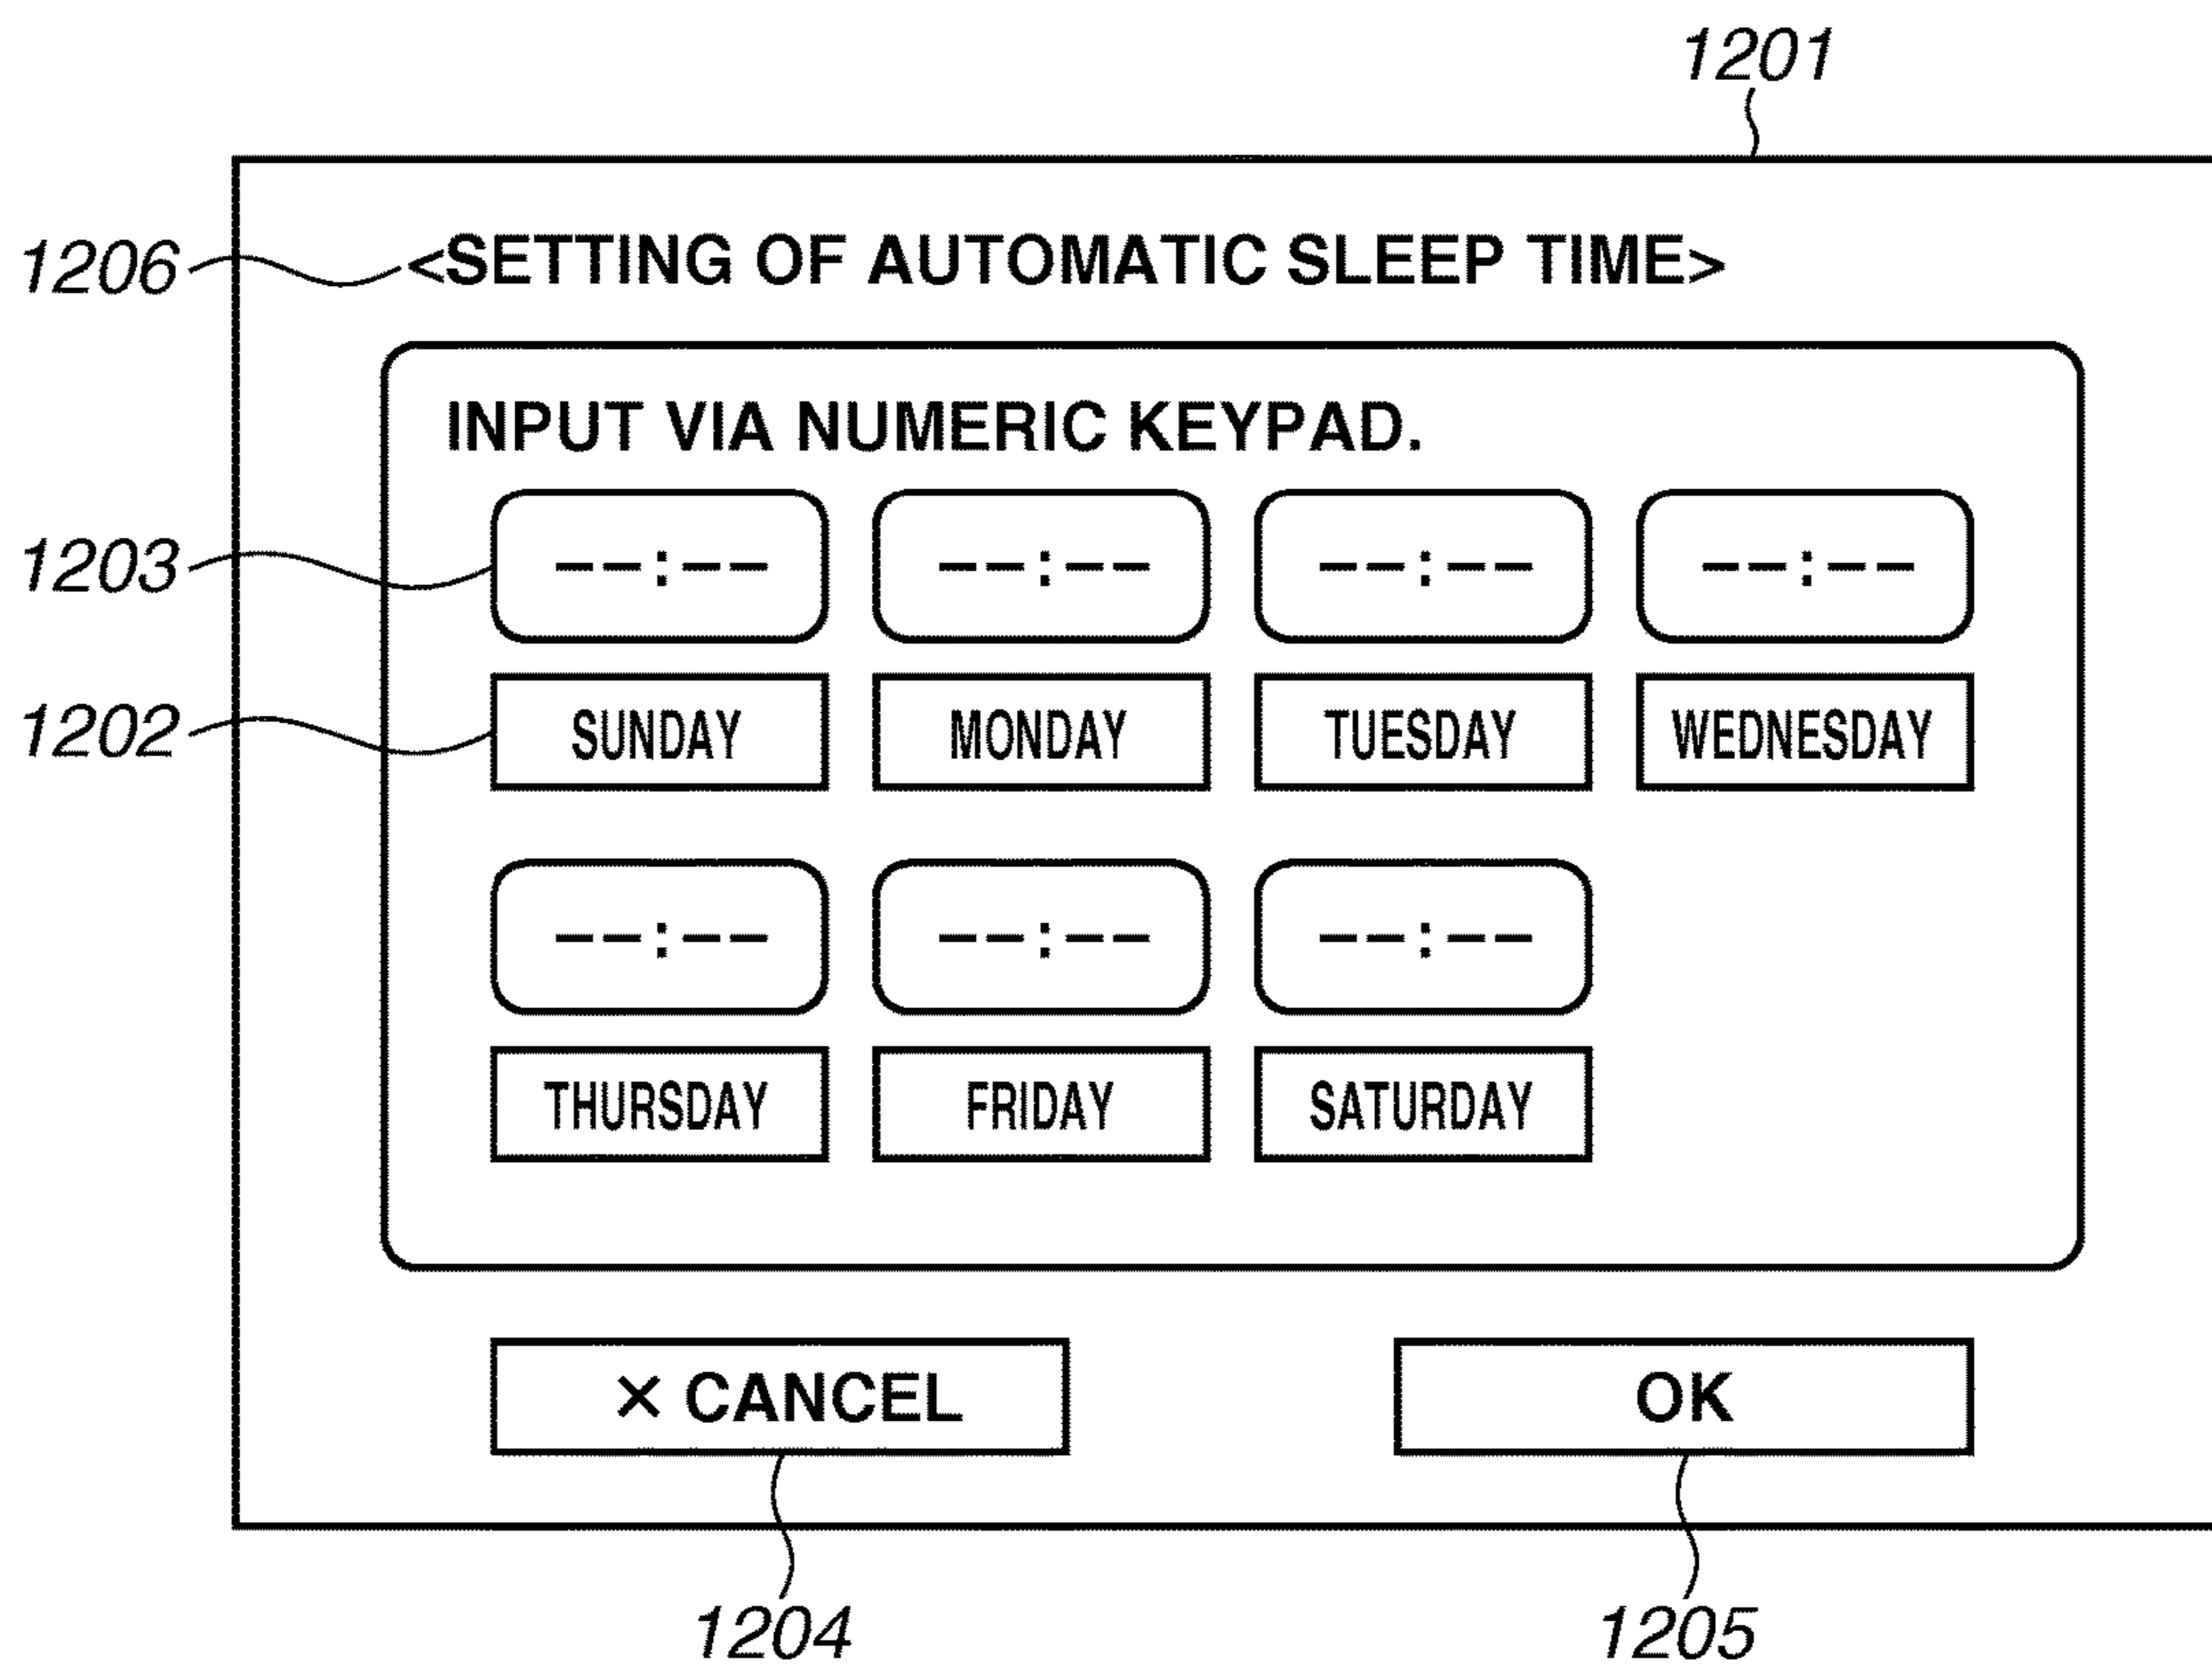 1201
1206 <SETTING OF AUTOMATIC SLEEP TIME>
INPUT VIA NUMERIC KEYPAD.
1203 --:-- --:-- --:-- --:--
1202 SUNDAY MONDAY TUESDAY WEDNESDAY
--:-- --:-- --:--
THURSDAY FRIDAY SATURDAY
× CANCEL OK
1204 1205